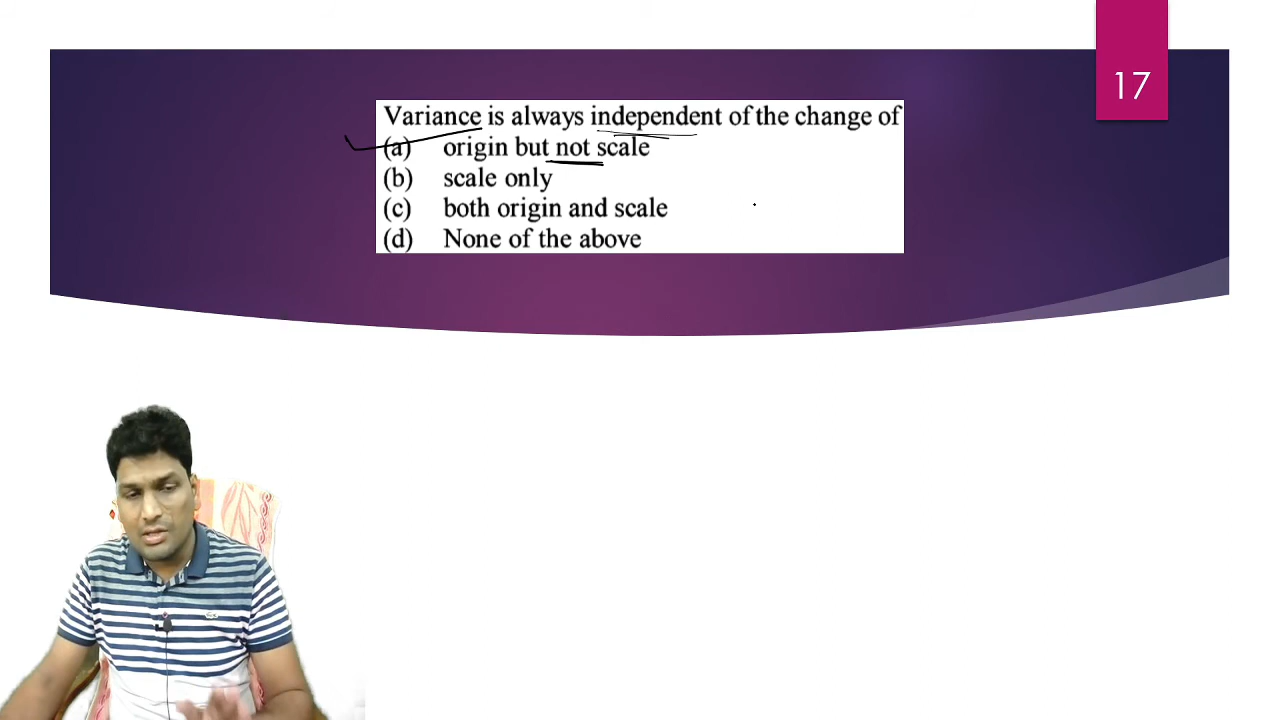 17
Variance is always independent of the change of
(a) origin but not scale
(b) scale only
(c) both origin and scale
(d) None of the above